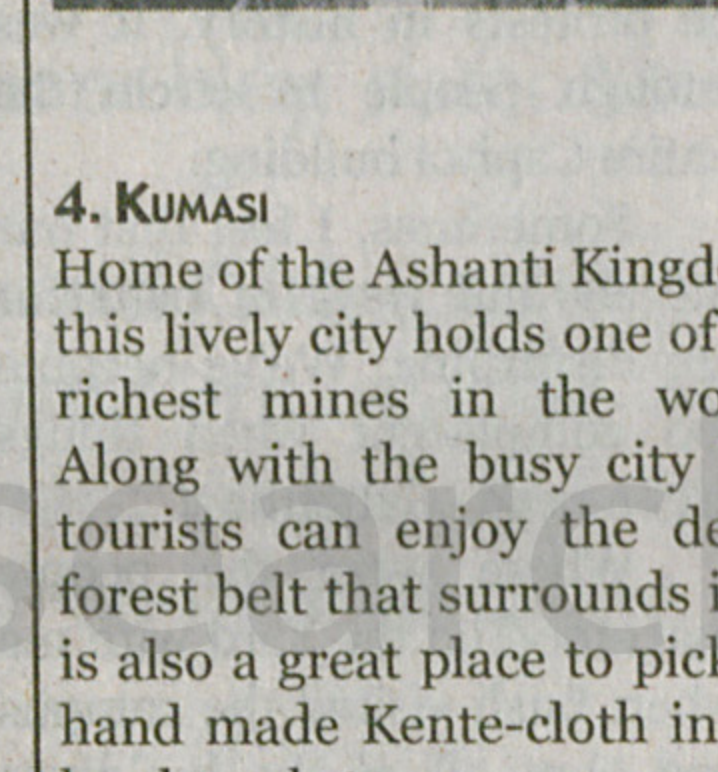 4. KUMASI
Home of the Ashanti Kingd
this lively city holds one of
richest mines in the wo
Along with the busy city
tourists can enjoy the de
forest belt that surrounds i
is also a great place to pick
hand made Kente-cloth in
search